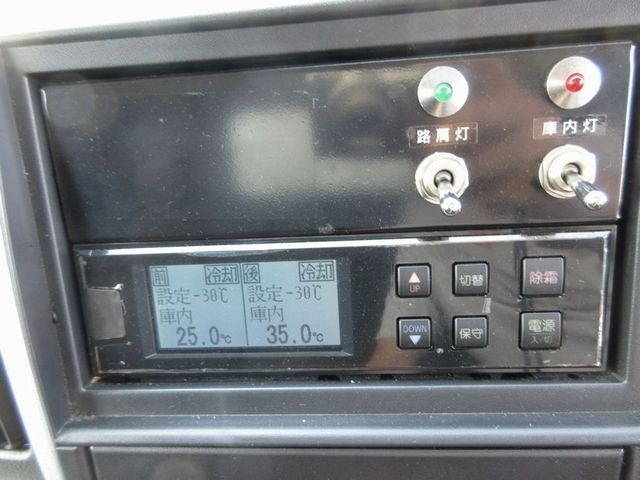 路肩灯
庫内灯
前 冷却
設定-30℃
庫内
25.0℃
後 冷却
設定-30℃
庫内
35.0℃
UP
切替
除霜
DOWN
保守
電源
入/切